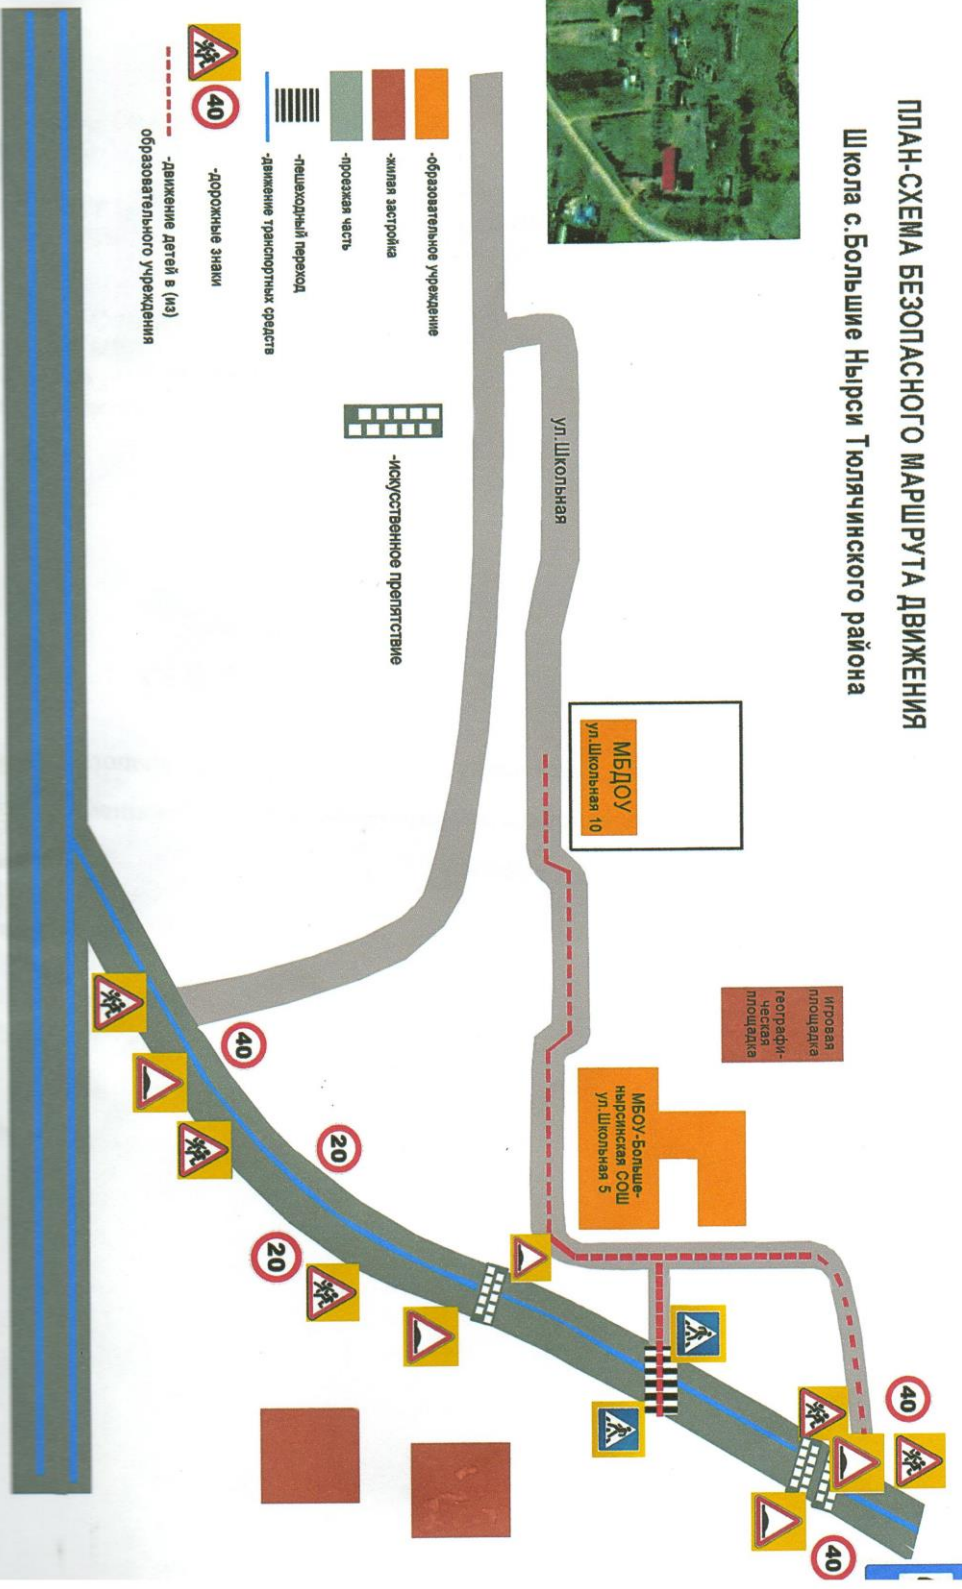 ПЛАН-СХЕМА БЕЗОПАСНОГО МАРШРУТА ДВИЖЕНИЯ
Школа с.Большие Нырси Тюлячинского района
-образовательное учреждение
-жилая застройка
-проезжая часть
-пешеходный переход
-движение транспортных средств
40
-дорожные знаки
-движение детей в (из)
образовательного учреждения
-искусственное препятствие
ул.Школьная
МБДОУ
ул.Школьная 10
игровая
площадка
географи-
ческая
площадка
МБОУ-Больше-
нырсинская СОШ
ул.Школьная 5
40
20
20
40
40